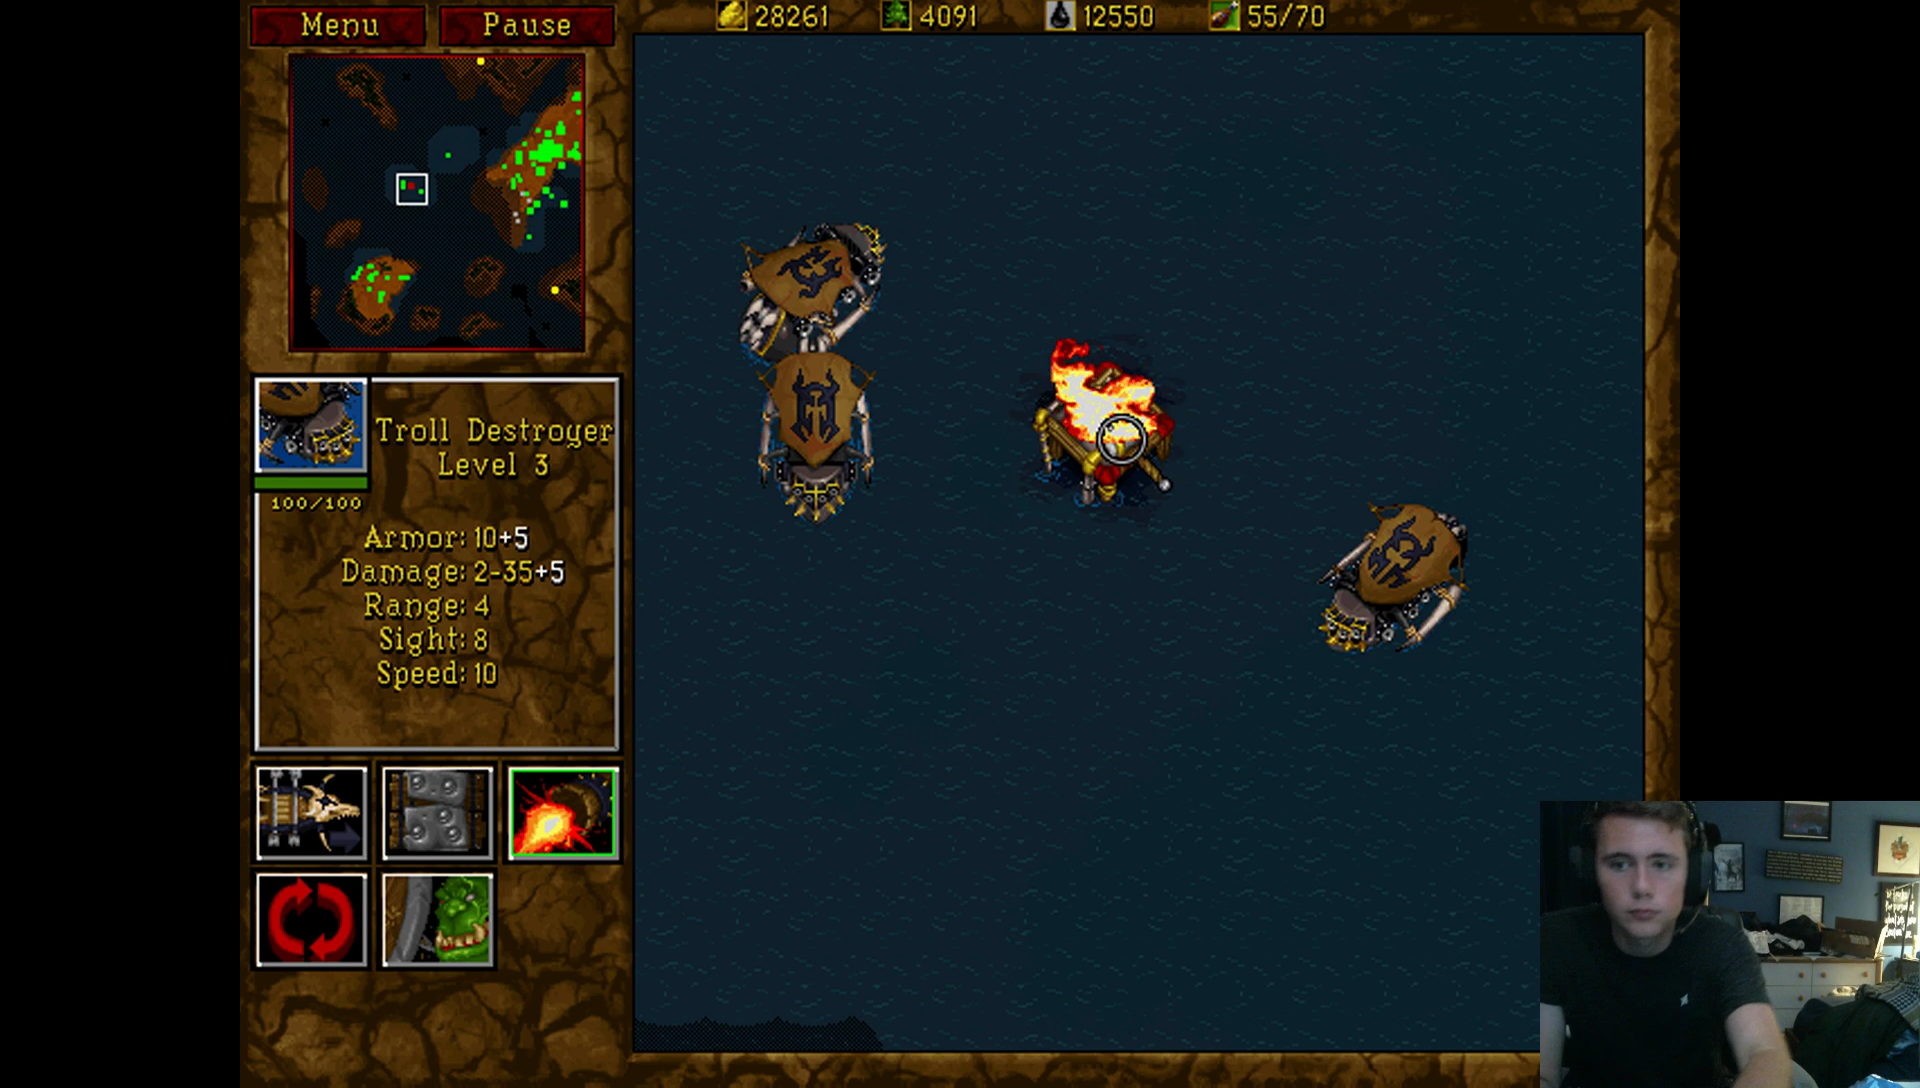 Menu
Pause
28261
4091
12550
55/70
Troll Destroyer
Level 3
100/100
Armor: 10+5
Damage: 2-35+5
Range: 4
Sight: 8
Speed: 10